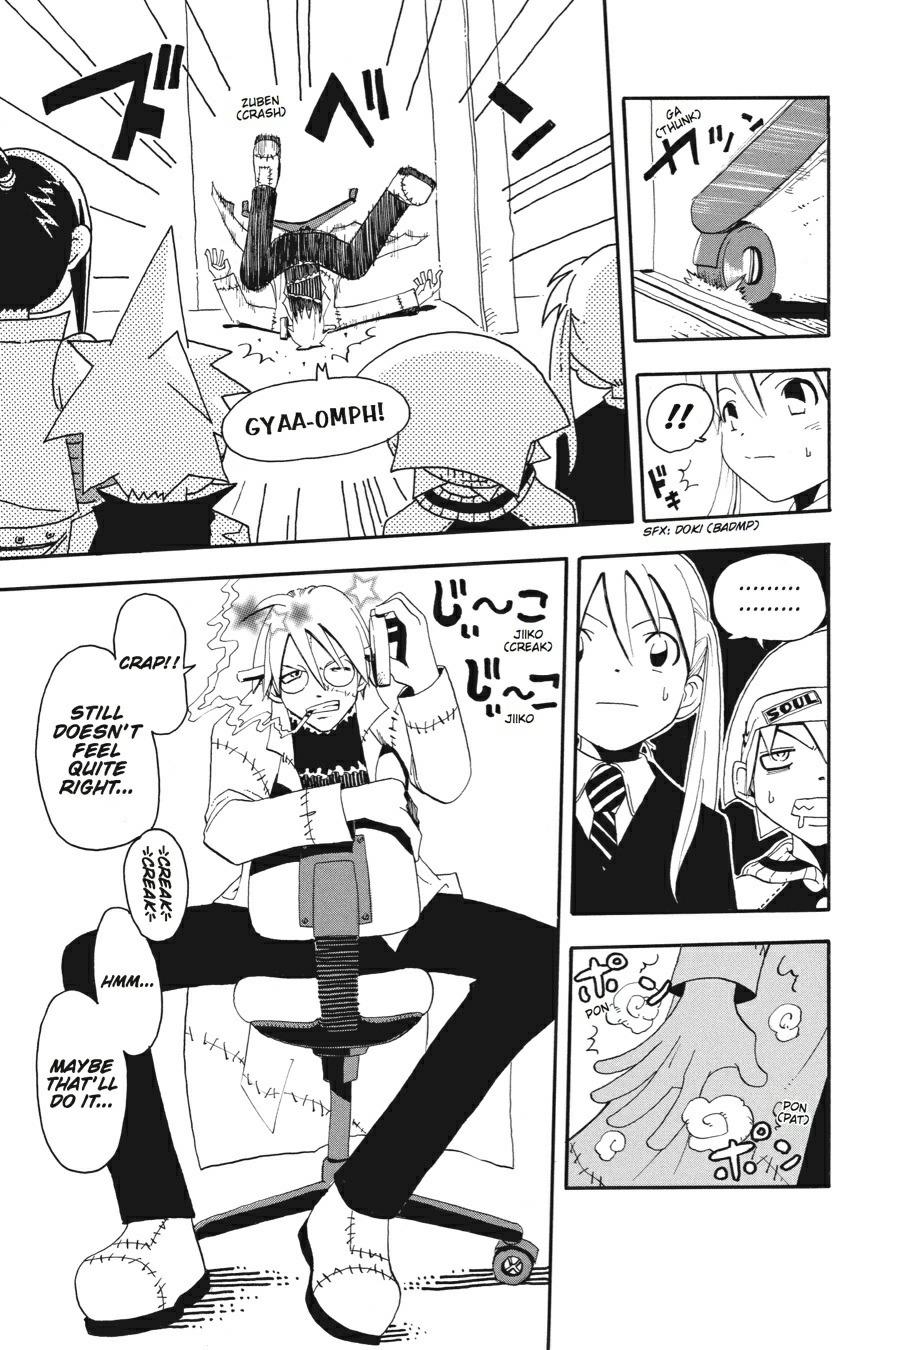 GA
(THUNK)
ガッン
!!
ドキ
SFX: DOKI (BADMP)
ズベン
ZUBEN
(CRASH)
GYAA-OMPH!
.........
.........
SOUL
ポン
PON
PON
(PAT)
ポン
じ〜こ
JIIKO
(CREAK)
じ〜こ
JIIKO
CRAP!!
STILL
DOESN'T
FEEL
QUITE
RIGHT...
CREAK
CREAK
HMM...
MAYBE
THAT'LL
DO IT...